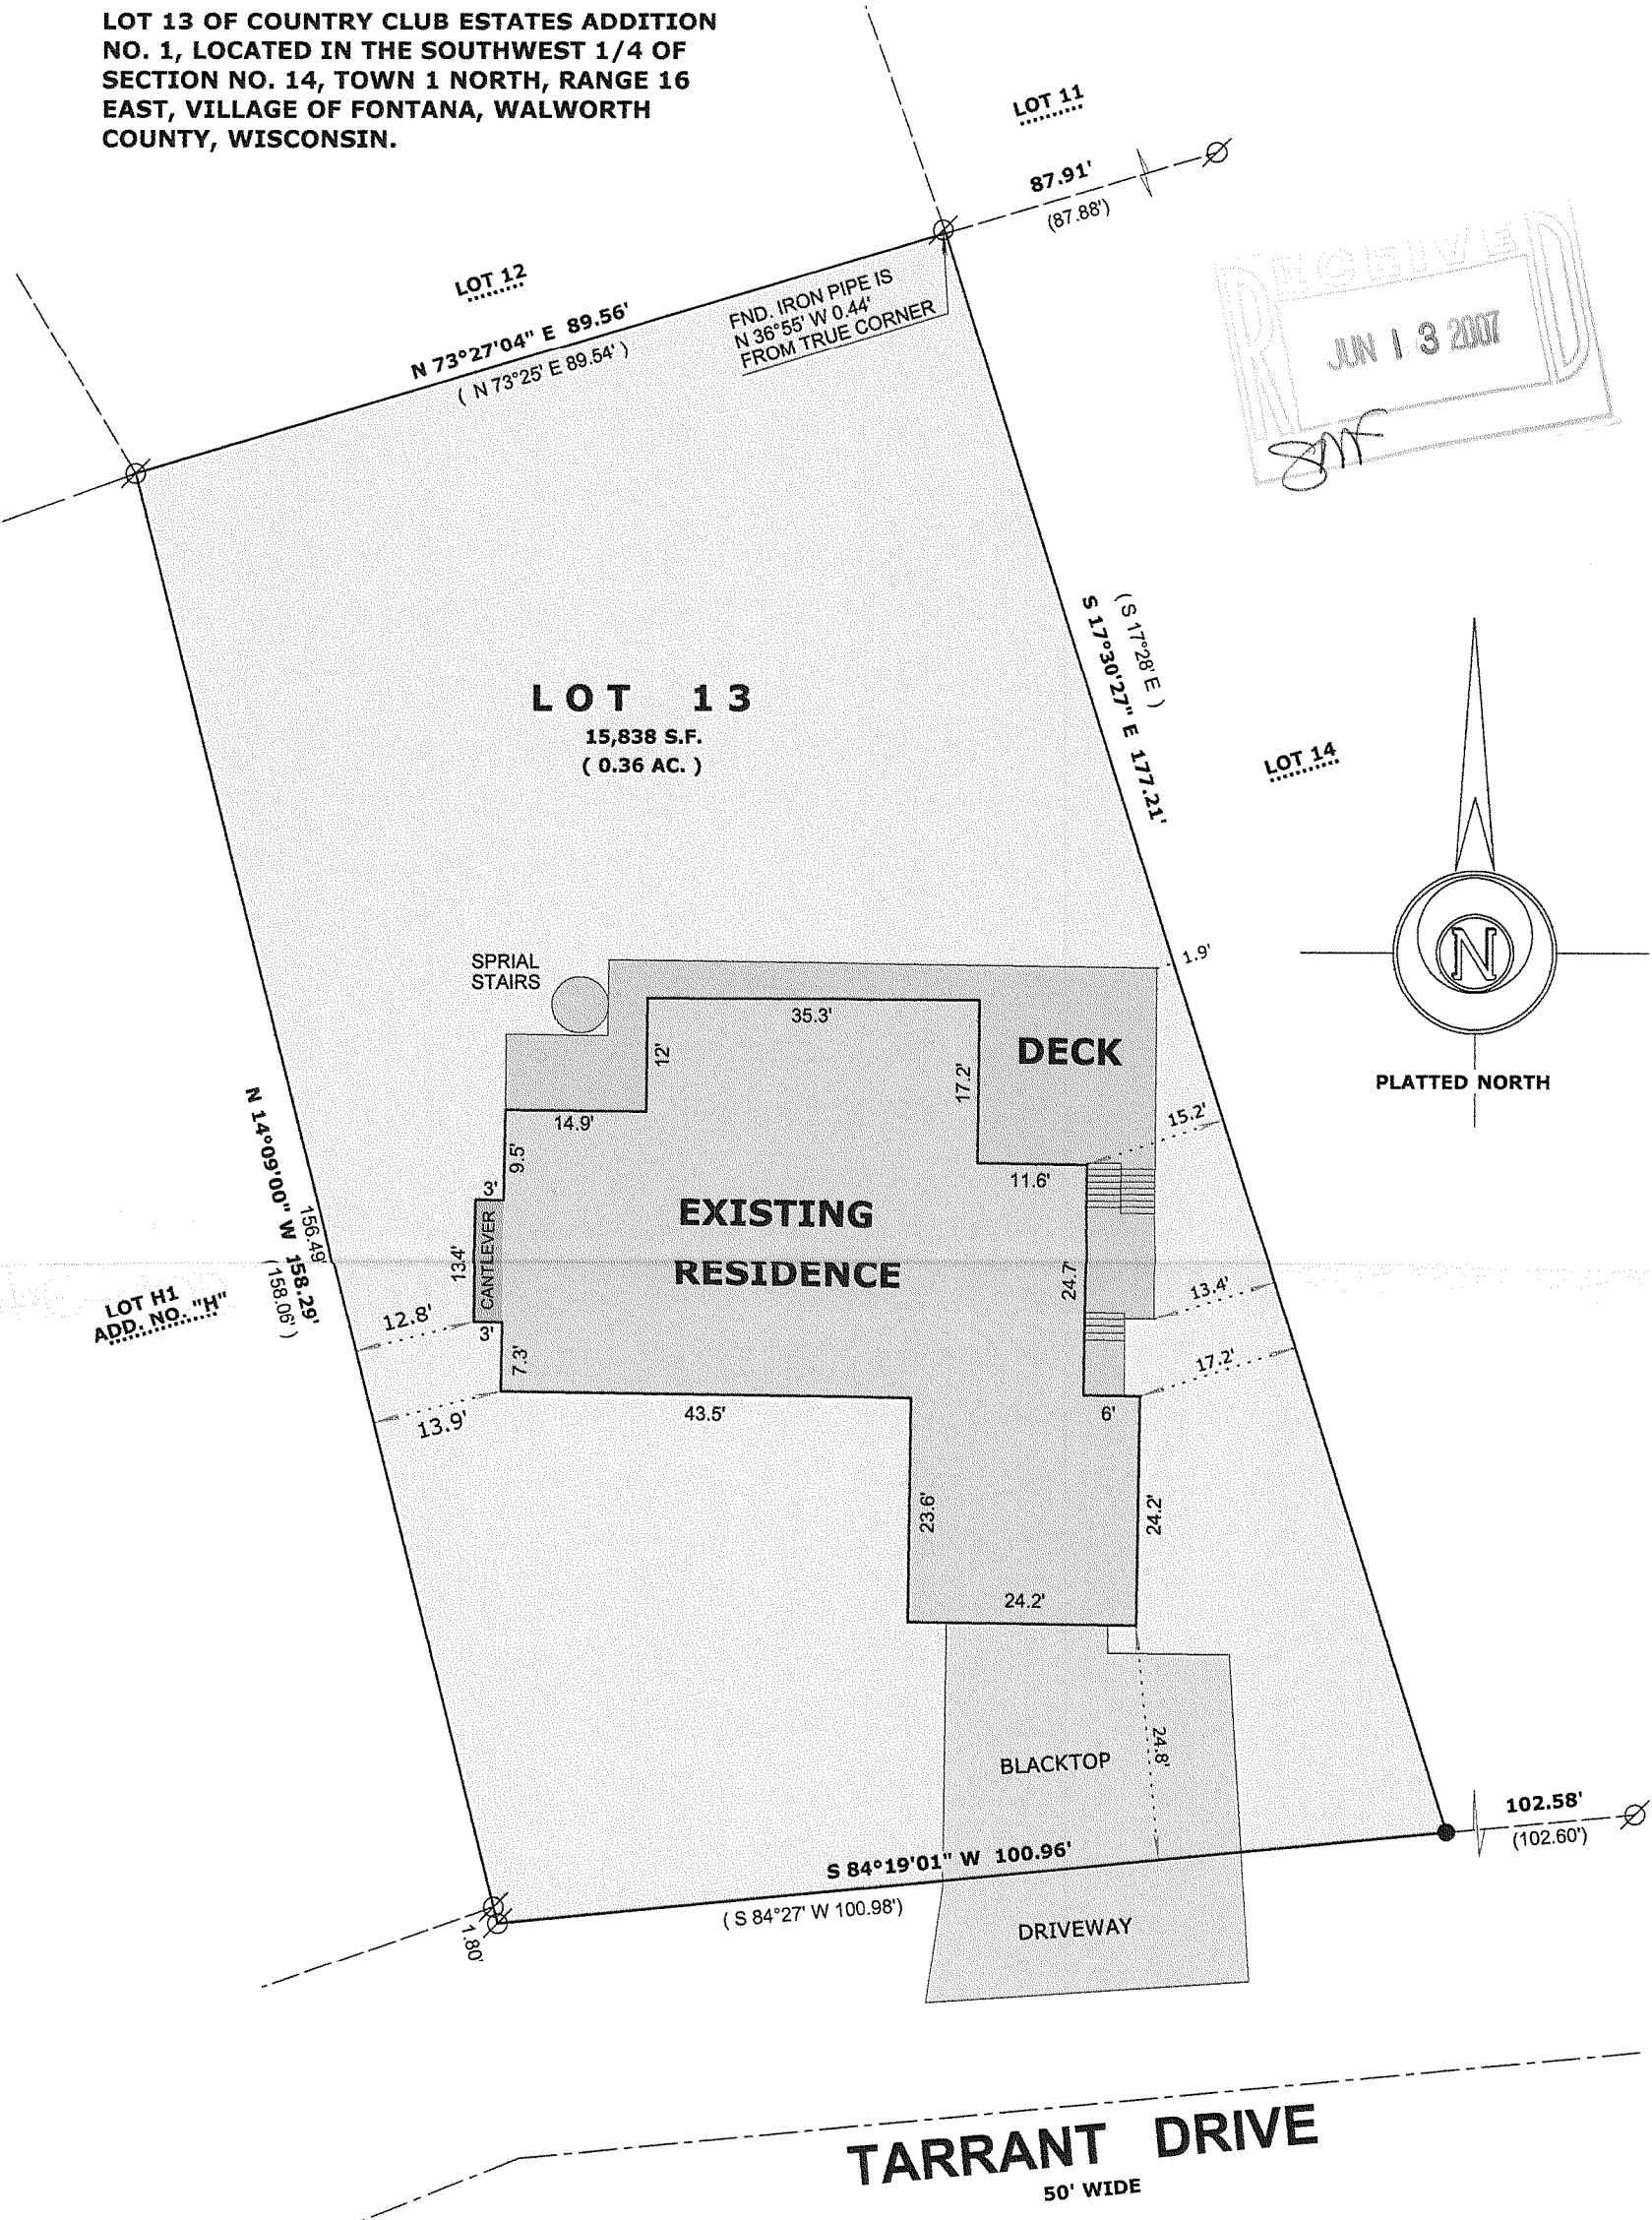 LOT 13 OF COUNTRY CLUB ESTATES ADDITION
NO. 1, LOCATED IN THE SOUTHWEST 1/4 OF
SECTION NO. 14, TOWN 1 NORTH, RANGE 16
EAST, VILLAGE OF FONTANA, WALWORTH
COUNTY, WISCONSIN.
LOT 11
87.91'
(87.88')
RECEIVED
JUN 13 2007
LOT 12
N 73°27'04" E 89.56'
( N 73°25' E 89.54' )
FND. IRON PIPE IS
N 36°55' W 0.44'
FROM TRUE CORNER
( S 17°28' E )
S 17°30'27" E 177.21'
LOT 13
15,838 S.F.
( 0.36 AC. )
LOT 14
N
PLATTED NORTH
SPRIAL
STAIRS
1.9'
35.3'
DECK
12'
17.2'
14.9'
15.2'
9.5'
11.6'
3'
EXISTING
RESIDENCE
CANTLEVER
13.4'
24.7'
N 14°09'00" W 158.29'
156.49'
(158.06')
LOT H1
ADD. NO. "H"
12.8'
13.4'
3'
7.3'
17.2'
13.9'
43.5'
6'
23.6'
24.2'
24.2'
24.8'
BLACKTOP
102.58'
(102.60')
S 84°19'01" W 100.96'
( S 84°27' W 100.98')
1.80'
DRIVEWAY
TARRANT DRIVE
50' WIDE